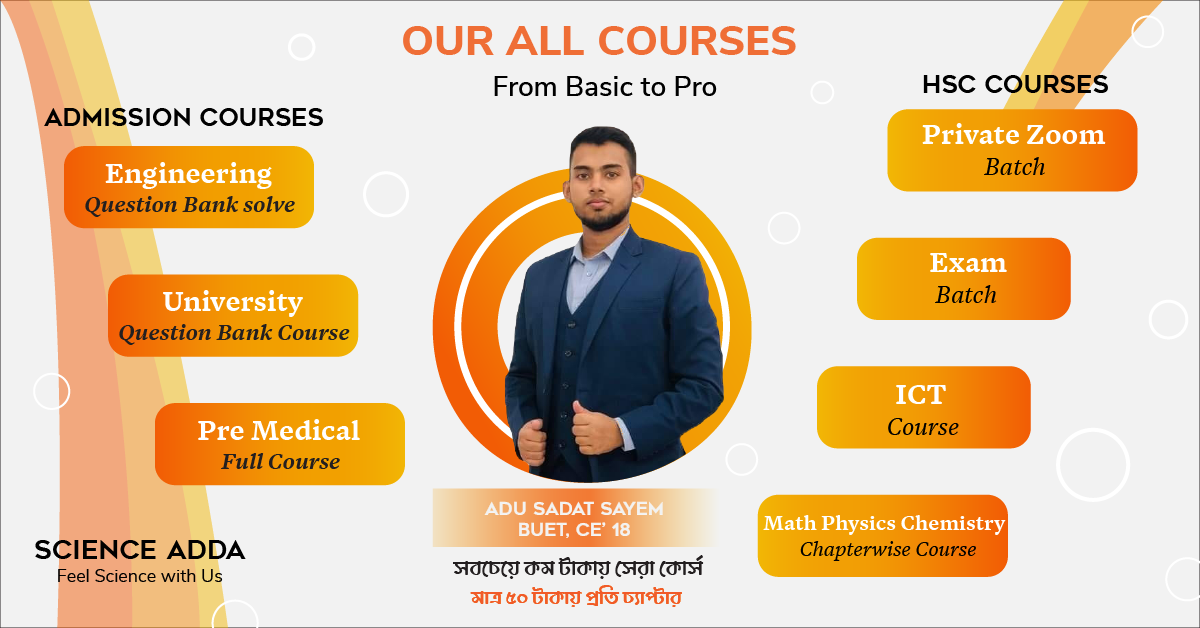 OUR ALL COURSES
From Basic to Pro
ADMISSION COURSES
Engineering
Question Bank solve
University
Question Bank Course
Pre Medical
Full Course
SCIENCE ADDA
Feel Science with Us
ADU SADAT SAYEM
BUET, CE' 18
সবচেয়ে কম টাকায় সেরা কোর্স
মাত্র ৫০ টাকায় প্রতি চ্যাপ্টার
HSC COURSES
Private Zoom
Batch
Exam
Batch
ICT
Course
Math Physics Chemistry
Chapterwise Course